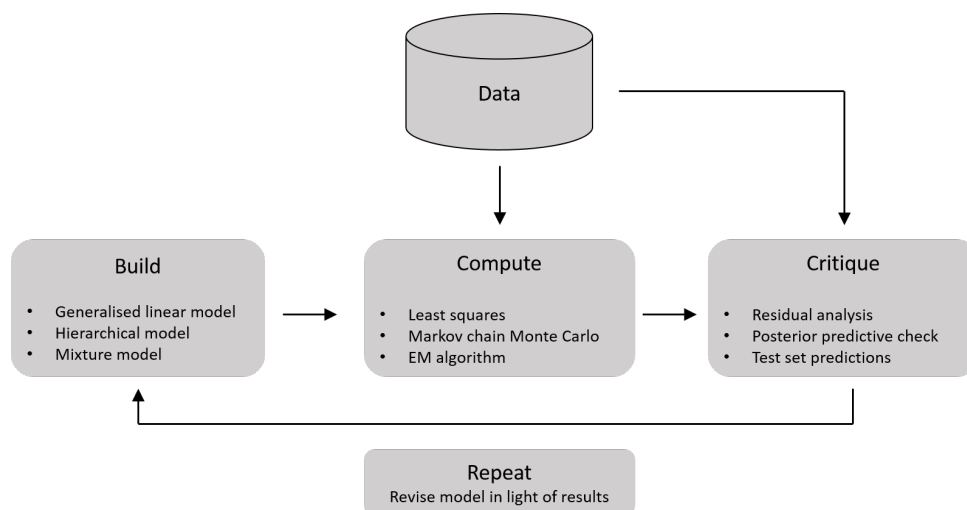 Data
Build
• Generalised linear model
• Hierarchical model
• Mixture model
Compute
• Least squares
• Markov chain Monte Carlo
• EM algorithm
Critique
• Residual analysis
• Posterior predictive check
• Test set predictions
Repeat
Revise model in light of results